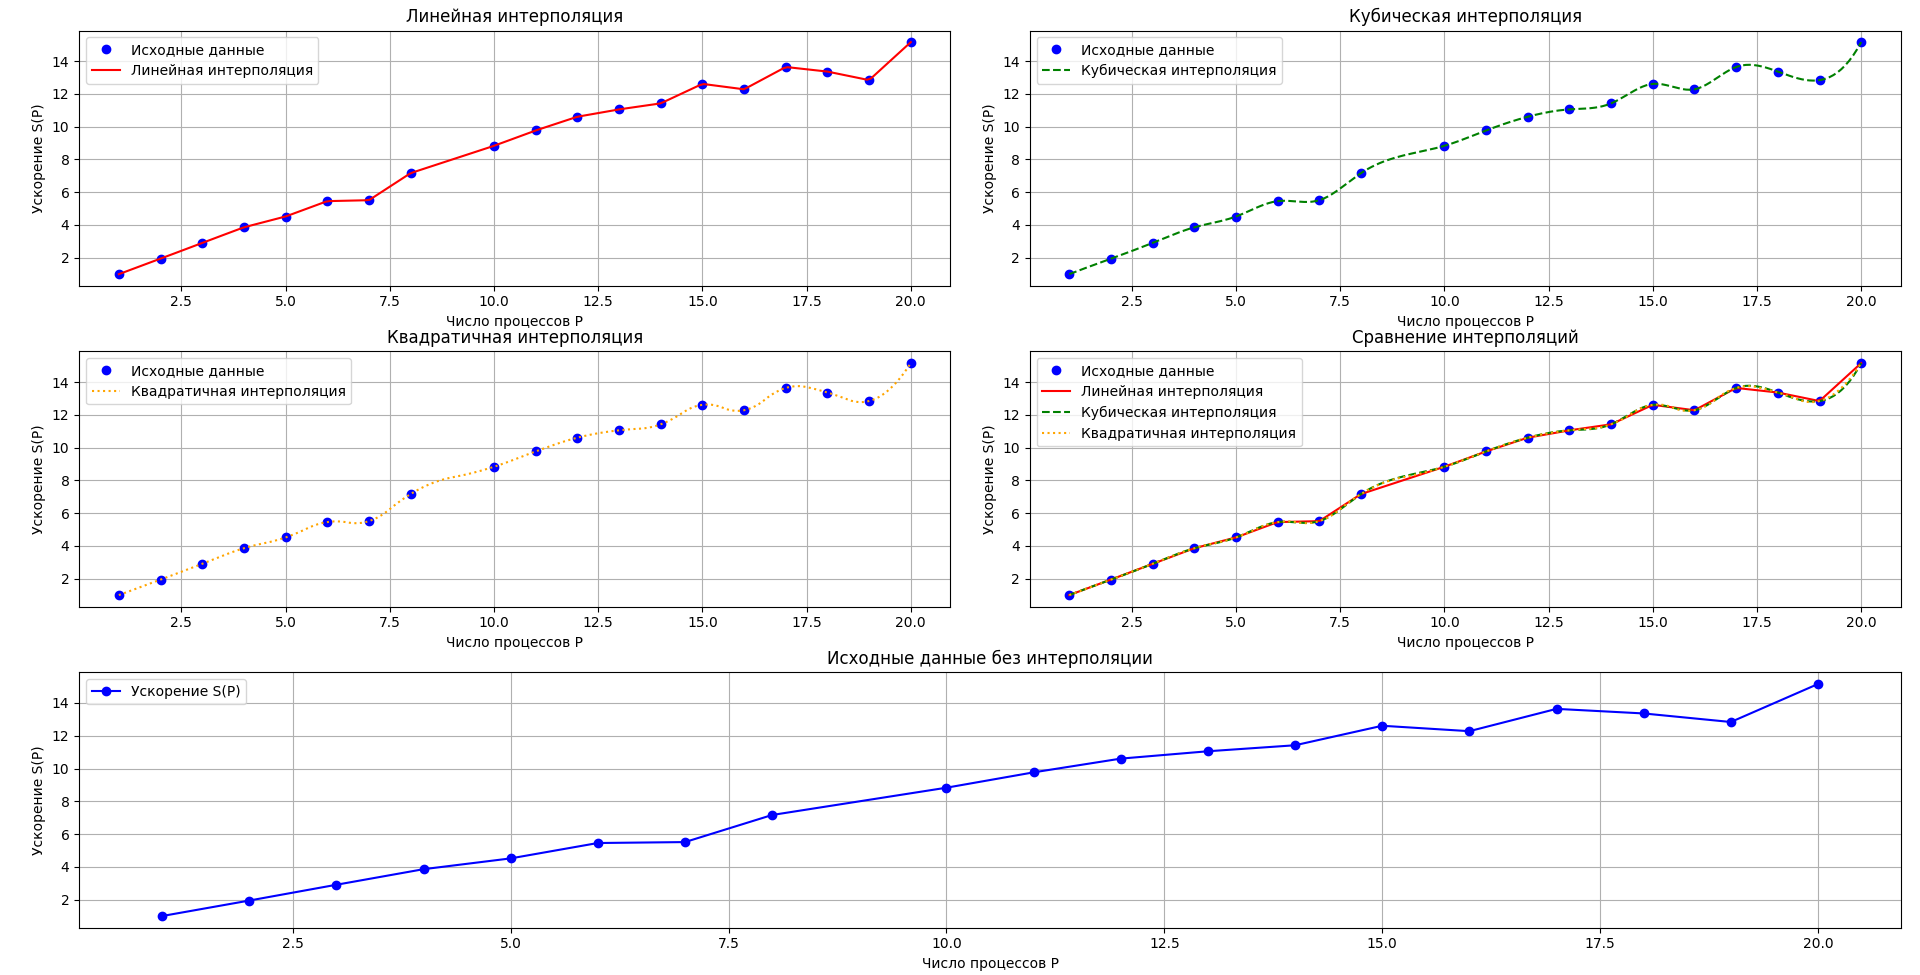 Линейная интерполяция
Исходные данные
Линейная интерполяция
Ускорение S(P)
14
12
10
8
6
4
2
2.5 5.0 7.5 10.0 12.5 15.0 17.5 20.0
Число процессов P
Кубическая интерполяция
Исходные данные
Кубическая интерполяция
Ускорение S(P)
14
12
10
8
6
4
2
2.5 5.0 7.5 10.0 12.5 15.0 17.5 20.0
Число процессов P
Квадратичная интерполяция
Исходные данные
Квадратичная интерполяция
Ускорение S(P)
14
12
10
8
6
4
2
2.5 5.0 7.5 10.0 12.5 15.0 17.5 20.0
Число процессов P
Сравнение интерполяций
Исходные данные
Линейная интерполяция
Кубическая интерполяция
Квадратичная интерполяция
Ускорение S(P)
14
12
10
8
6
4
2
2.5 5.0 7.5 10.0 12.5 15.0 17.5 20.0
Число процессов P
Исходные данные без интерполяции
Ускорение S(P)
Ускорение S(P)
14
12
10
8
6
4
2
2.5 5.0 7.5 10.0 12.5 15.0 17.5 20.0
Число процессов P